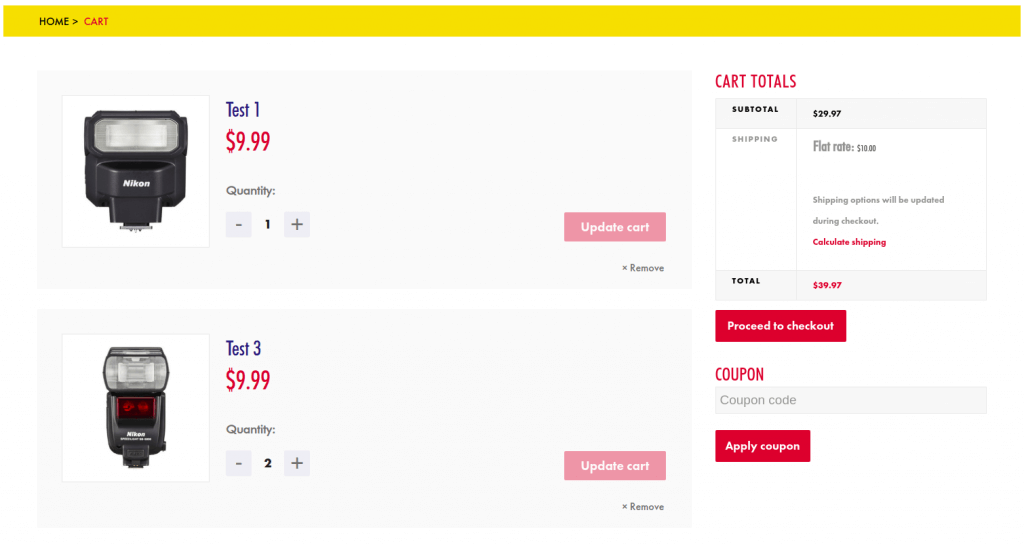 HOME > CART
Test 1
$9.99
Quantity:
- 1 +
Update cart
× Remove
Nikon
Test 3
$9.99
Quantity:
- 2 +
Update cart
× Remove
Nikon
CART TOTALS
SUBTOTAL $29.97
SHIPPING Flat rate: $10.00
Shipping options will be updated
during checkout.
Calculate shipping
TOTAL $39.97
Proceed to checkout
COUPON
Coupon code
Apply coupon